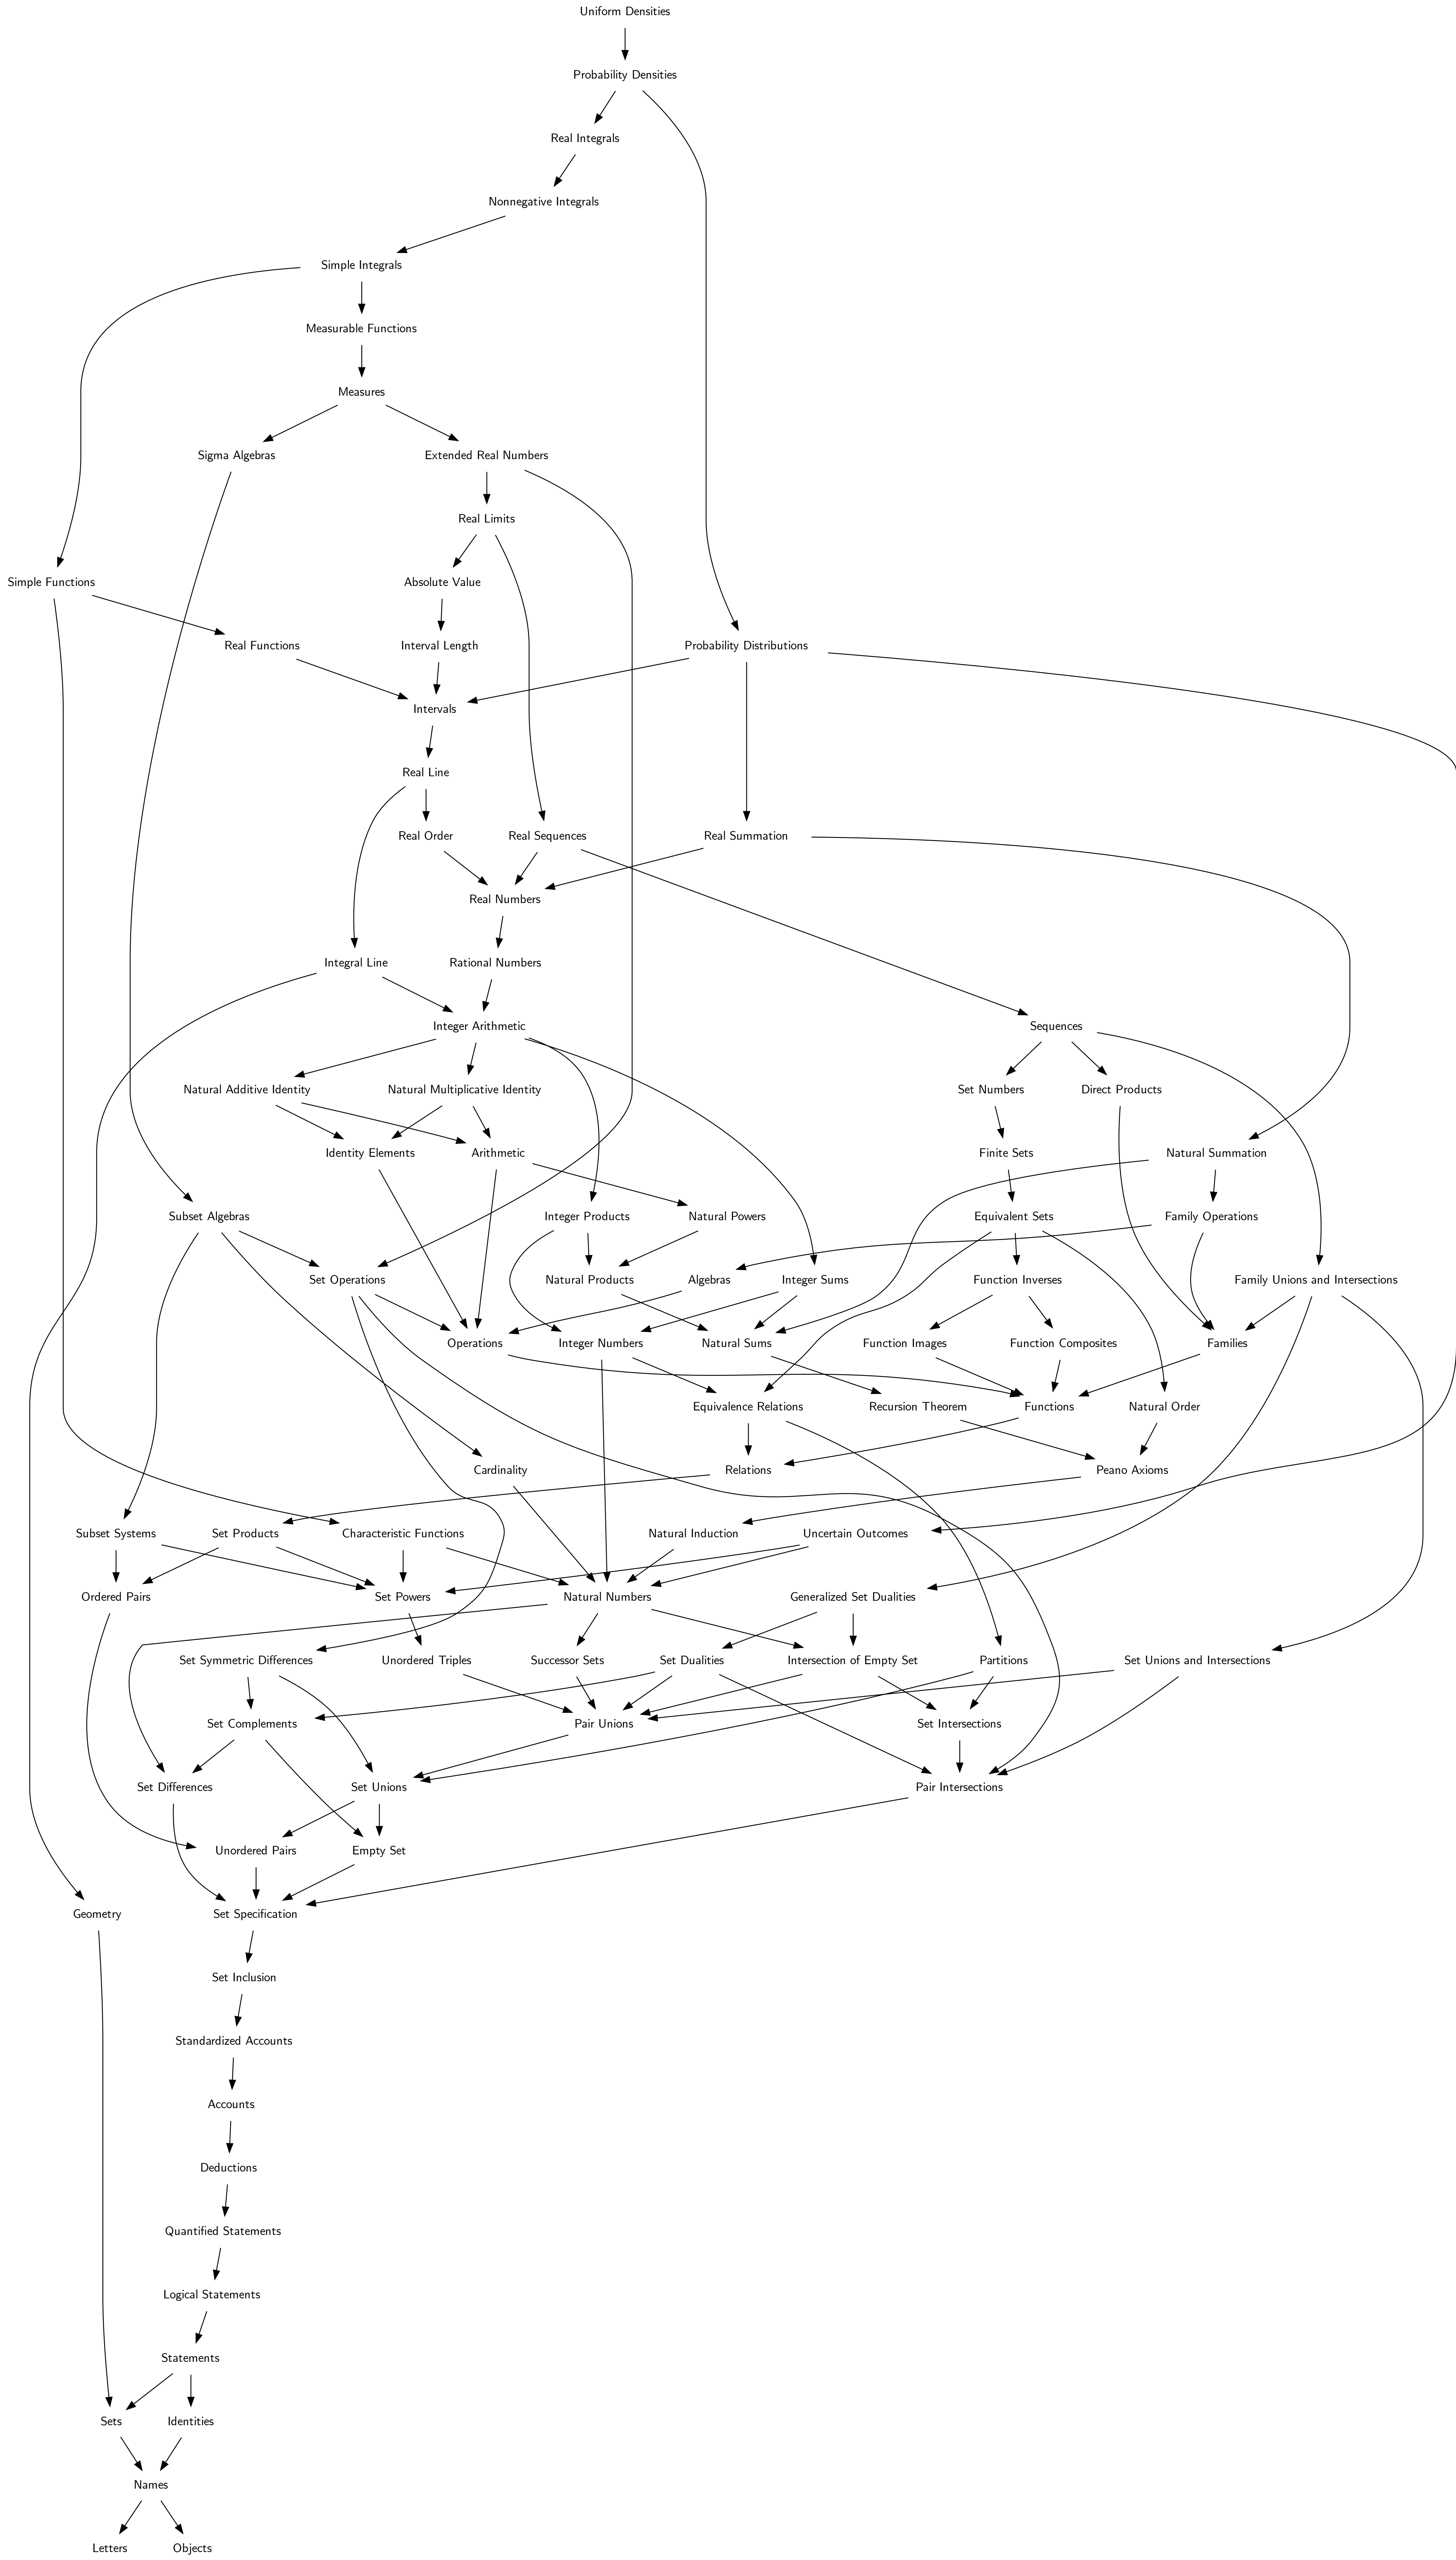 Uniform Densities
Probability Densities
Real Integrals
Nonnegative Integrals
Simple Integrals
Measurable Functions
Measures
Sigma Algebras
Extended Real Numbers
Real Limits
Simple Functions
Absolute Value
Real Functions
Interval Length
Probability Distributions
Intervals
Real Line
Real Order
Real Sequences
Real Summation
Real Numbers
Integral Line
Rational Numbers
Integer Arithmetic
Sequences
Natural Additive Identity
Natural Multiplicative Identity
Set Numbers
Direct Products
Identity Elements
Arithmetic
Finite Sets
Natural Summation
Subset Algebras
Integer Products
Natural Powers
Equivalent Sets
Family Operations
Set Operations
Natural Products
Algebras
Integer Sums
Function Inverses
Family Unions and Intersections
Operations
Integer Numbers
Natural Sums
Function Images
Function Composites
Families
Equivalence Relations
Recursion Theorem
Functions
Natural Order
Cardinality
Relations
Peano Axioms
Subset Systems
Set Products
Characteristic Functions
Natural Induction
Uncertain Outcomes
Ordered Pairs
Set Powers
Natural Numbers
Generalized Set Dualities
Set Symmetric Differences
Unordered Triples
Successor Sets
Set Dualities
Intersection of Empty Set
Partitions
Set Unions and Intersections
Set Complements
Pair Unions
Set Intersections
Set Differences
Set Unions
Pair Intersections
Unordered Pairs
Empty Set
Geometry
Set Specification
Set Inclusion
Standardized Accounts
Accounts
Deductions
Quantified Statements
Logical Statements
Statements
Sets
Identities
Names
Letters
Objects